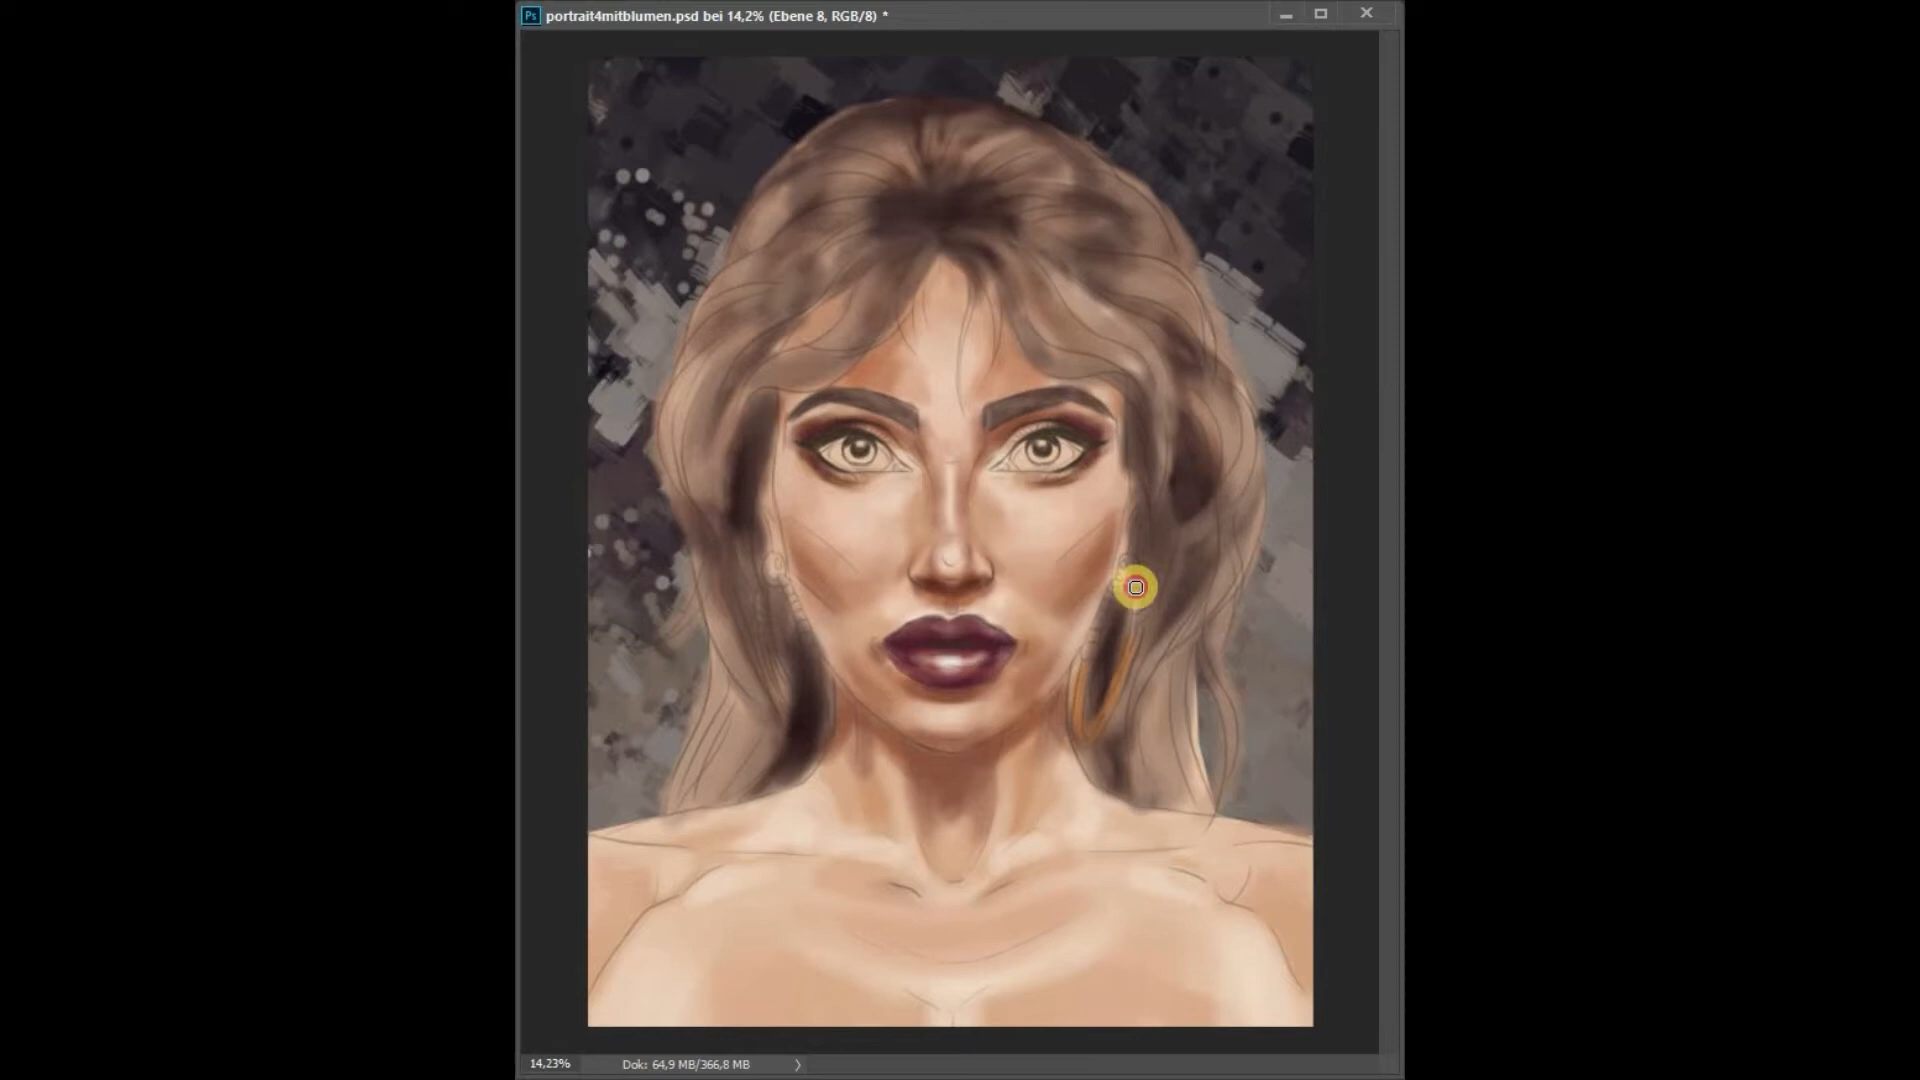 Ps portrait4mitblumen.psd bei 14,2% (Ebene 8, RGB/8) *
14,23% Dok: 64,9 MB/366,8 MB